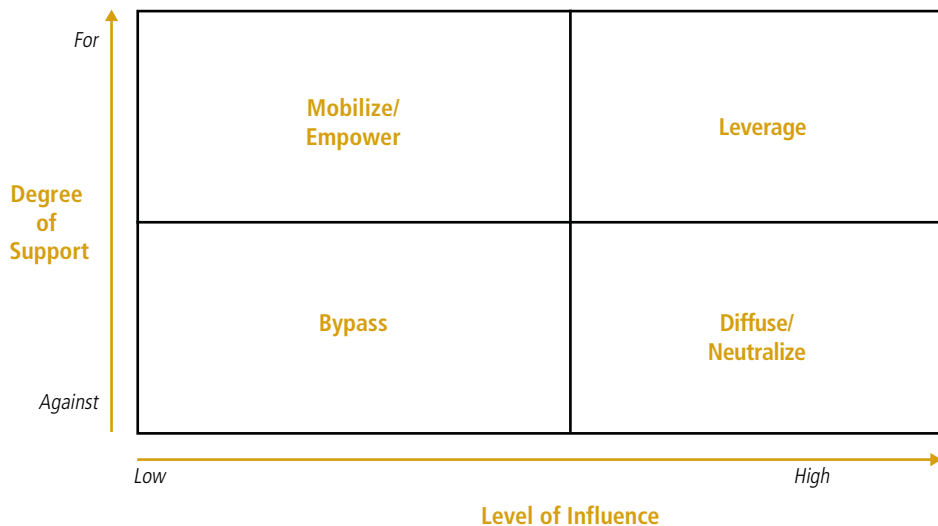 For
Mobilize/
Empower
Leverage
Degree
of
Support
Bypass
Diffuse/
Neutralize
Against
Low
High
Level of Influence